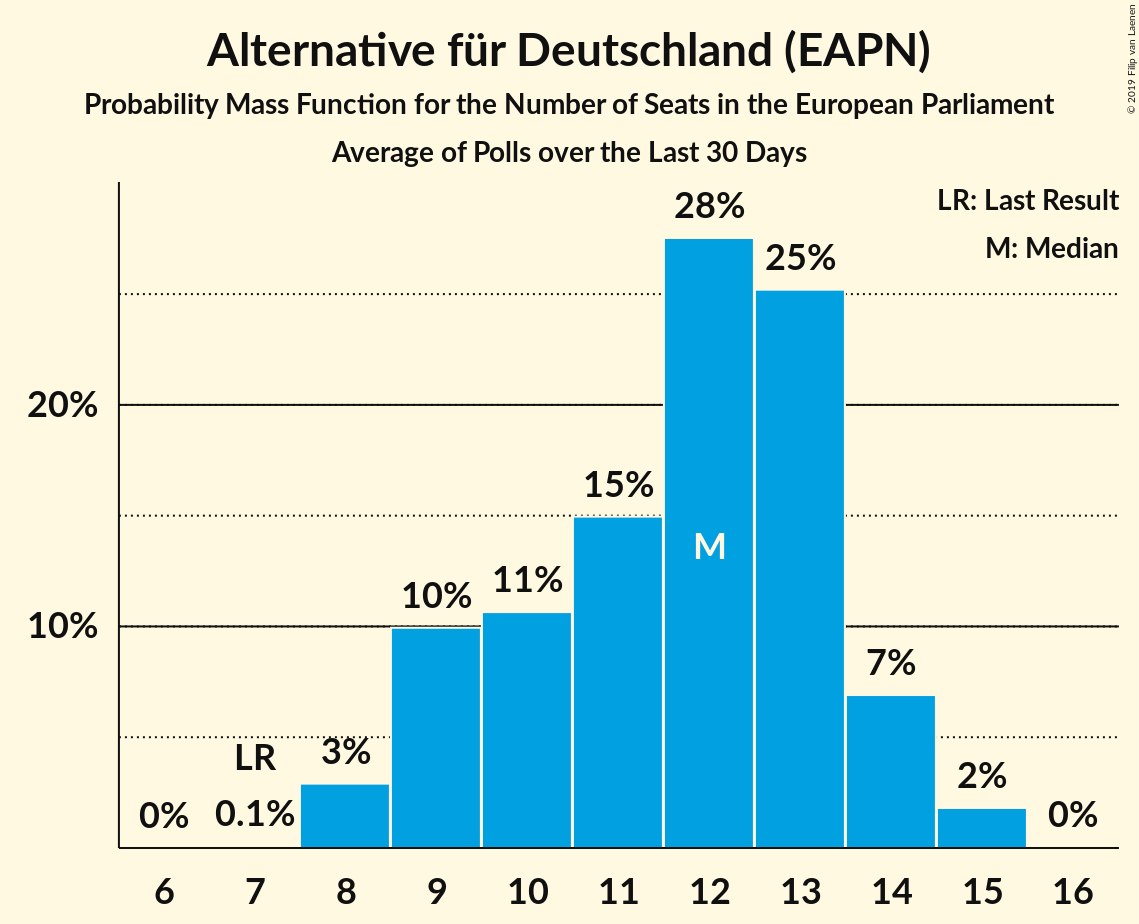 Alternative für Deutschland (EAPN)
Probability Mass Function for the Number of Seats in the European Parliament
Average of Polls over the Last 30 Days
© 2019 Filip van Laenen
LR: Last Result
M: Median
28%
25%
20%
15%
M
11%
10%
10%
7%
LR
3%
2%
0%
0.1%
0%
6 7 8 9 10 11 12 13 14 15 16